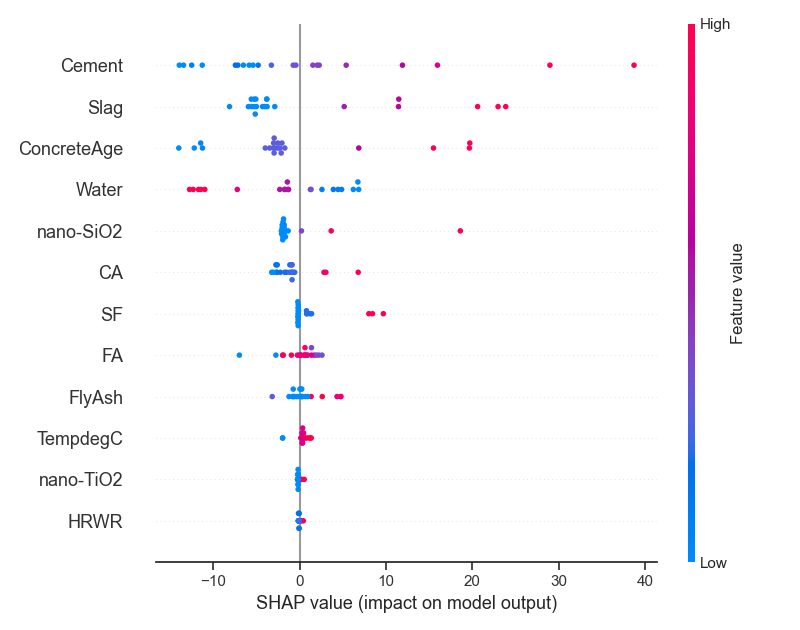 High
Cement
Slag
ConcreteAge
Water
nano-SiO2
CA
SF
FA
FlyAsh
TempdegC
nano-TiO2
HRWR
Feature value
Low
−10 0 10 20 30 40
SHAP value (impact on model output)